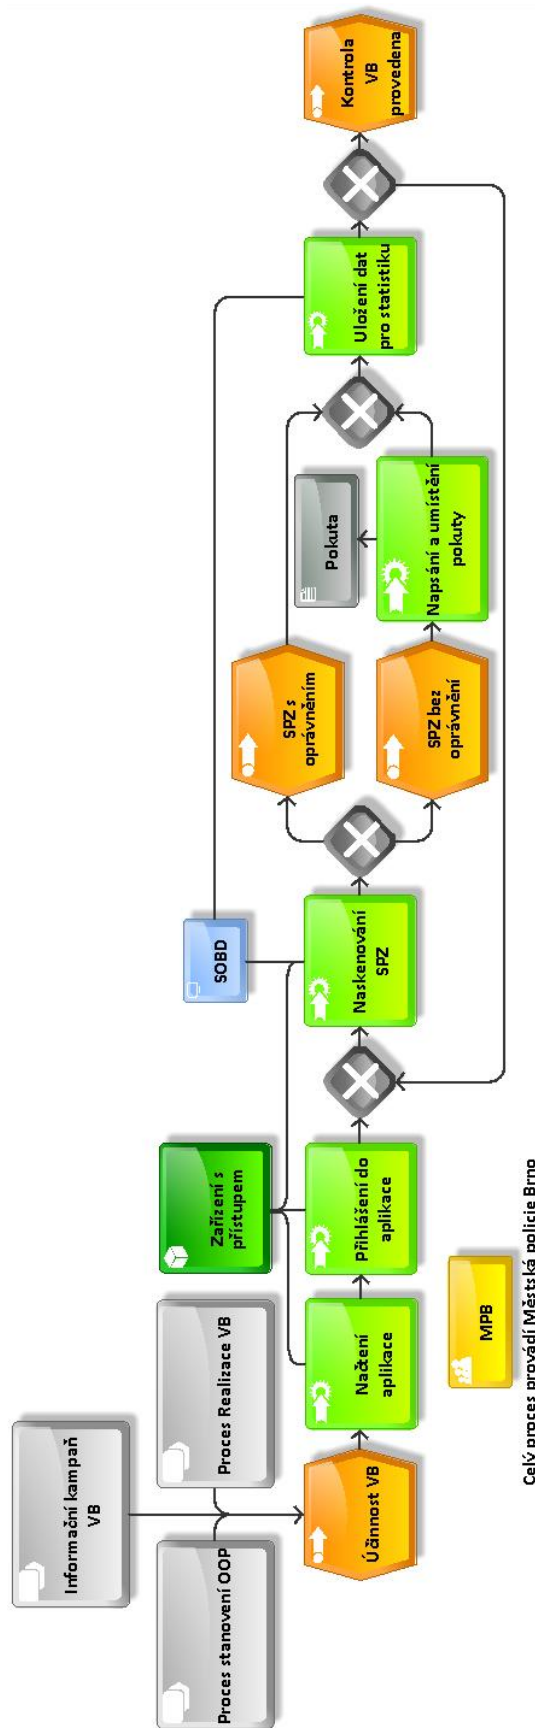 Informační kampaň
VB
Proces stanovení OOP
Proces Realizace VB
Účinnost VB
Načtení
aplikace
Přihlášení do
aplikace
Zařízení s
přístupem
SOBD
Naskenování
SPZ
SPZ s
oprávněním
SPZ bez
oprávnění
Pokuta
Napsání a umístění
pokuty
Uložení dat
pro statistiku
Kontrola
VB
provedena
MPB
Celý proces provádí Městská policie Brno